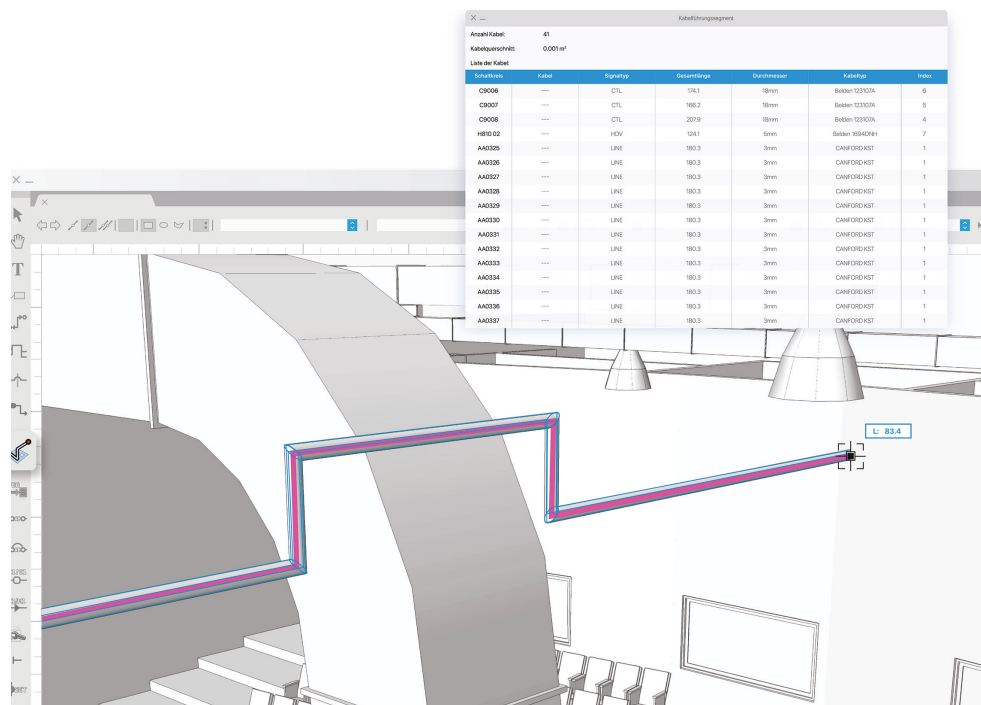 Kabelführungssegment
Anzahl Kabel: 41
Kabelquerschnitt: 0.001 m²
Liste der Kabel:
Schaltkreis Kabel Signaltyp Gesamtlänge Durchmesser Kabeltyp Index
C9006 --- CTL 174.1 18mm Belden 123107A 6
C9007 --- CTL 166.2 18mm Belden 123107A 5
C9008 --- CTL 207.9 18mm Belden 123107A 4
H810 02 --- HDV 124.1 5mm Belden 1694DNH 7
AA0325 --- LINE 180.3 3mm CANFORD KST 1
AA0326 --- LINE 180.3 3mm CANFORD KST 1
AA0327 --- LINE 180.3 3mm CANFORD KST 1
AA0328 --- LINE 180.3 3mm CANFORD KST 1
AA0329 --- LINE 180.3 3mm CANFORD KST 1
AA0330 --- LINE 180.3 3mm CANFORD KST 1
AA0331 --- LINE 180.3 3mm CANFORD KST 1
AA0332 --- LINE 180.3 3mm CANFORD KST 1
AA0333 --- LINE 180.3 3mm CANFORD KST 1
AA0334 --- LINE 180.3 3mm CANFORD KST 1
AA0335 --- LINE 180.3 3mm CANFORD KST 1
AA0336 --- LINE 180.3 3mm CANFORD KST 1
AA0337 --- LINE 180.3 3mm CANFORD KST 1
T
L: 83.4